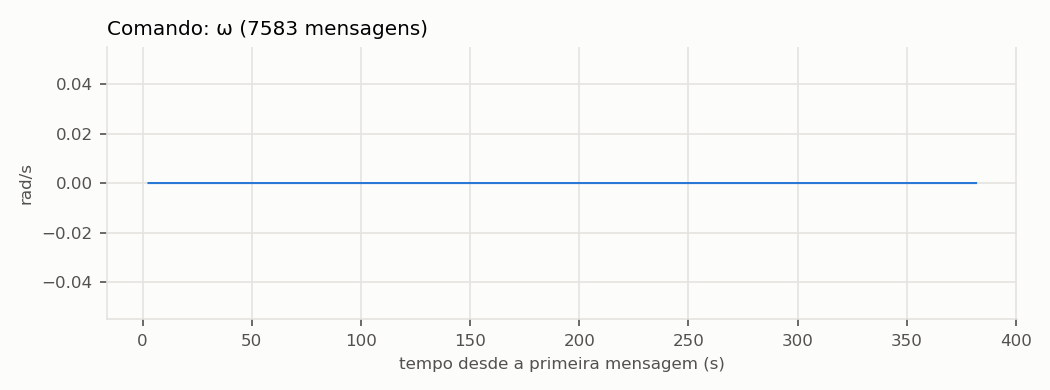 Comando: ω (7583 mensagens)
rad/s
0.04
0.02
0.00
−0.02
−0.04
0 50 100 150 200 250 300 350 400
tempo desde a primeira mensagem (s)